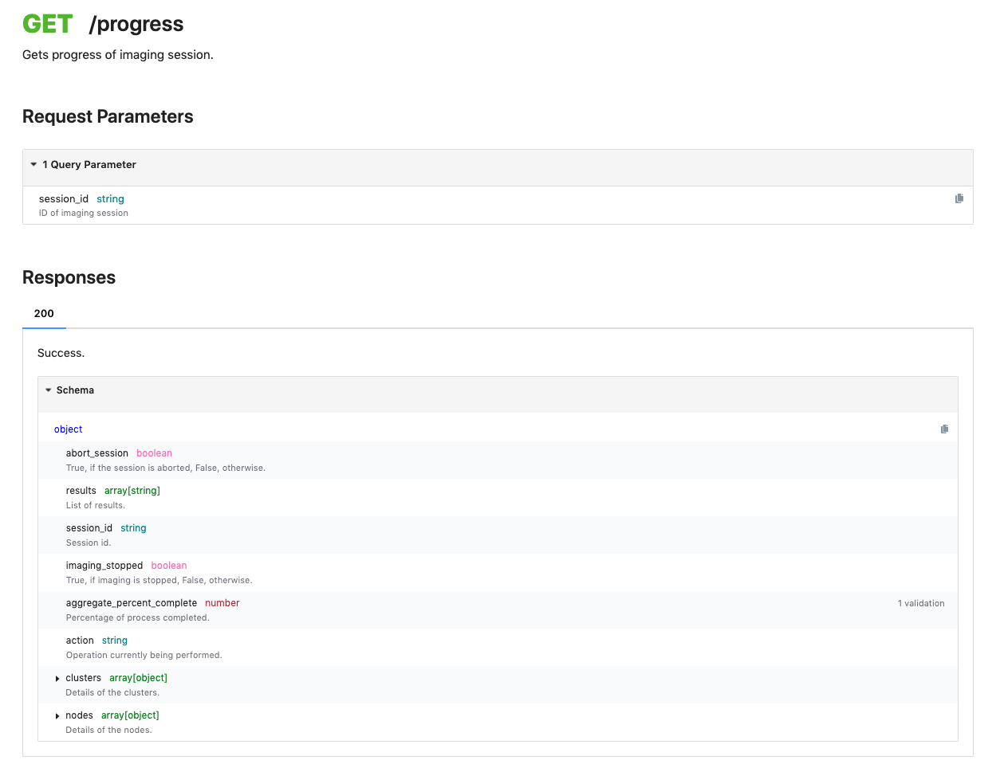 GET /progress
Gets progress of imaging session.
Request Parameters
1 Query Parameter
session_id string
ID of imaging session
Responses
200
Success.
Schema
object
abort_session boolean
True, if the session is aborted, False, otherwise.
results array[string]
List of results.
session_id string
Session id.
imaging_stopped boolean
True, if imaging is stopped, False, otherwise.
aggregate_percent_complete number 1 validation
Percentage of process completed.
action string
Operation currently being performed.
clusters array[object]
Details of the clusters.
nodes array[object]
Details of the nodes.